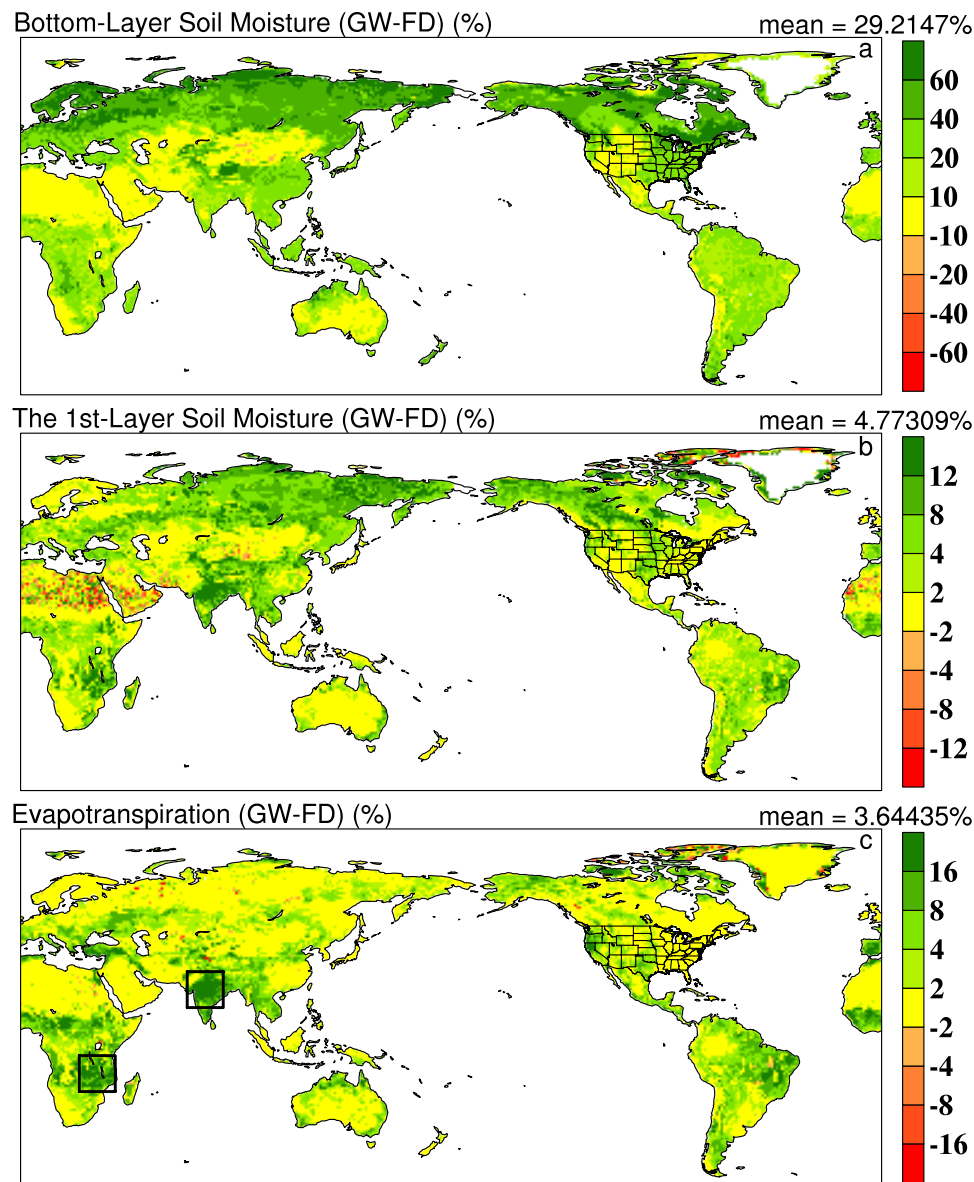 Bottom-Layer Soil Moisture (GW-FD) (%)
mean = 29.2147%
a
60
40
20
10
-10
-20
-40
-60
The 1st-Layer Soil Moisture (GW-FD) (%)
mean = 4.77309%
b
12
8
4
2
-2
-4
-8
-12
Evapotranspiration (GW-FD) (%)
mean = 3.64435%
c
16
8
4
2
-2
-4
-8
-16